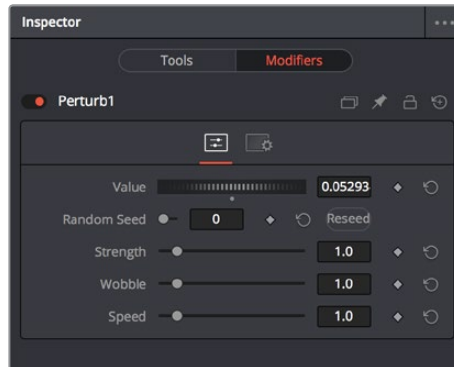 Inspector
Tools Modifiers
Perturb1
Value 0.05293
Random Seed 0 Reseed
Strength 1.0
Wobble 1.0
Speed 1.0